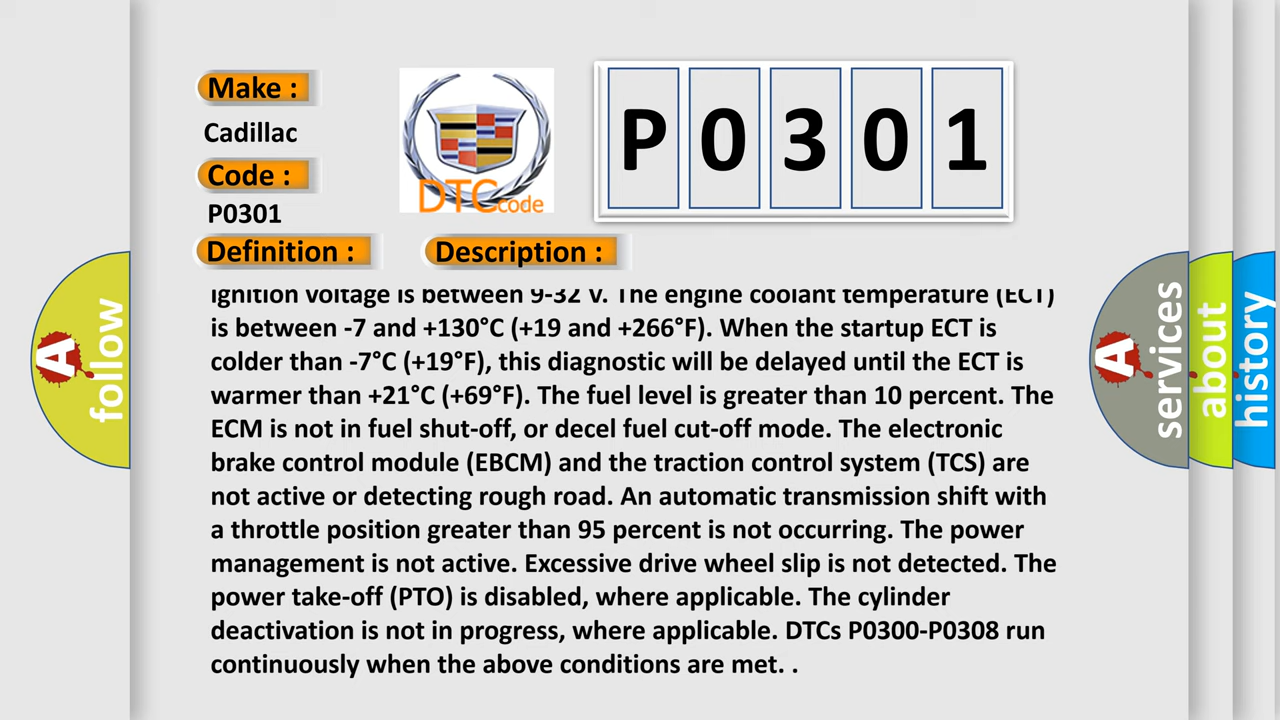 Make :
Cadillac
Code :
P0301
DTC code
P0301
Definition :
Description :
Ignition voltage is between 9-32 V. The engine coolant temperature (ECT)
is between -7 and +130°C (+19 and +266°F). When the startup ECT is
colder than -7°C (+19°F), this diagnostic will be delayed until the ECT is
warmer than +21°C (+69°F). The fuel level is greater than 10 percent. The
ECM is not in fuel shut-off, or decel fuel cut-off mode. The electronic
brake control module (EBCM) and the traction control system (TCS) are
not active or detecting rough road. An automatic transmission shift with
a throttle position greater than 95 percent is not occurring. The power
management is not active. Excessive drive wheel slip is not detected. The
power take-off (PTO) is disabled, where applicable. The cylinder
deactivation is not in progress, where applicable. DTCs P0300-P0308 run
continuously when the above conditions are met. .
A
follow
A
services
about
history